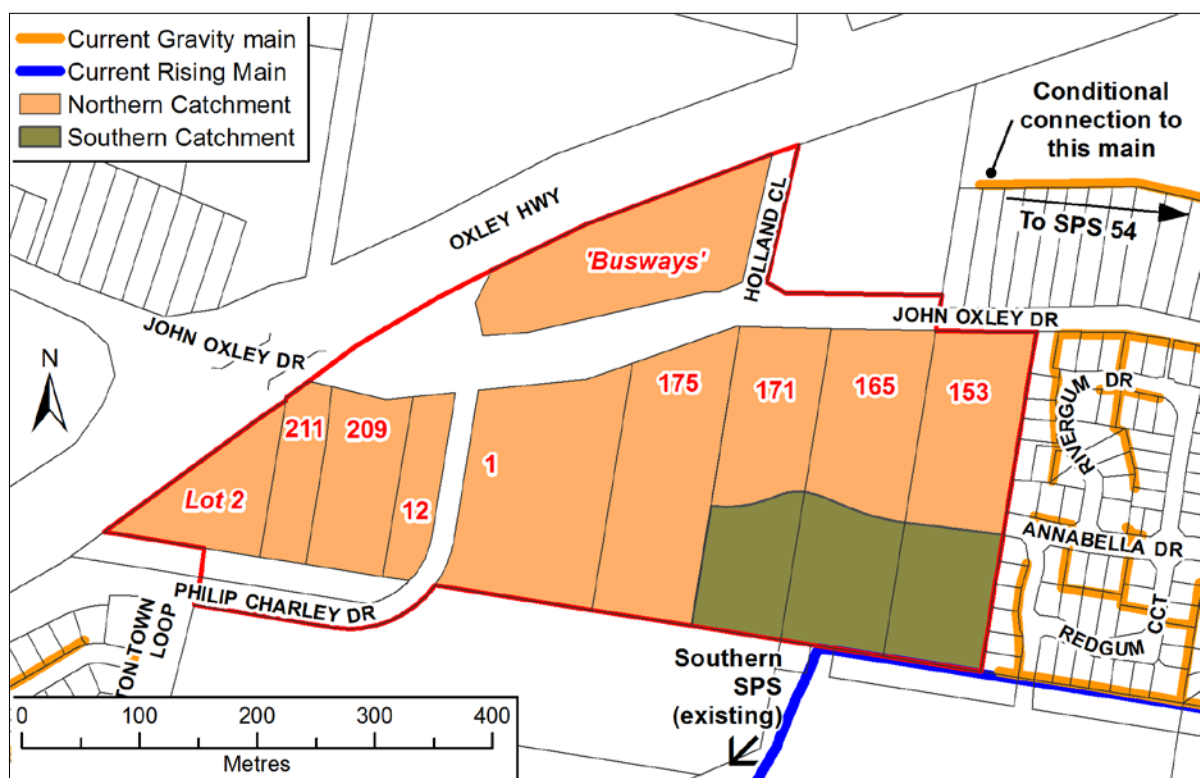 Current Gravity main
Current Rising Main
Northern Catchment
Southern Catchment
Conditional
connection to
this main
To SPS 54
OXLEY HWY
HOLLAND CL
'Busways'
JOHN OXLEY DR
JOHN OXLEY DR
N
211
209
12
1
175
171
165
153
Lot 2
RIVERGUM DR
ANNABELLA DR
REDGUM CCT
PHILIP CHARLEY DR
TON TOWN
LOOP
Southern
SPS
(existing)
0 100 200 300 400
Metres